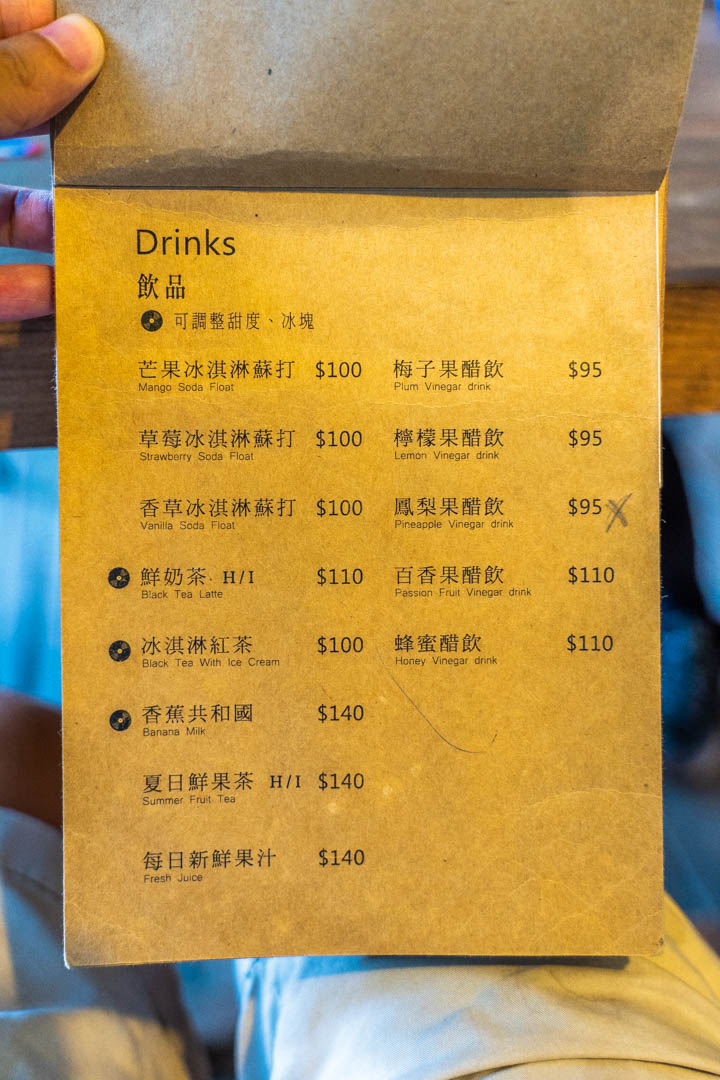 Drinks
飲品
可調整甜度、冰塊
芒果冰淇淋蘇打 $100
Mango Soda Float
草莓冰淇淋蘇打 $100
Strawberry Soda Float
香草冰淇淋蘇打 $100
Vanilla Soda Float
鮮奶茶· H/I $110
Black Tea Latte
冰淇淋紅茶 $100
Black Tea With Ice Cream
香蕉共和國 $140
Banana Milk
夏日鮮果茶 H/I $140
Summer Fruit Tea
每日新鮮果汁 $140
Fresh Juice
梅子果醋飲 $95
Plum Vinegar drink
檸檬果醋飲 $95
Lemon Vinegar drink
鳳梨果醋飲 $95 X
Pineapple Vinegar drink
百香果醋飲 $110
Passion Fruit Vinegar drink
蜂蜜醋飲 $110
Honey Vinegar drink